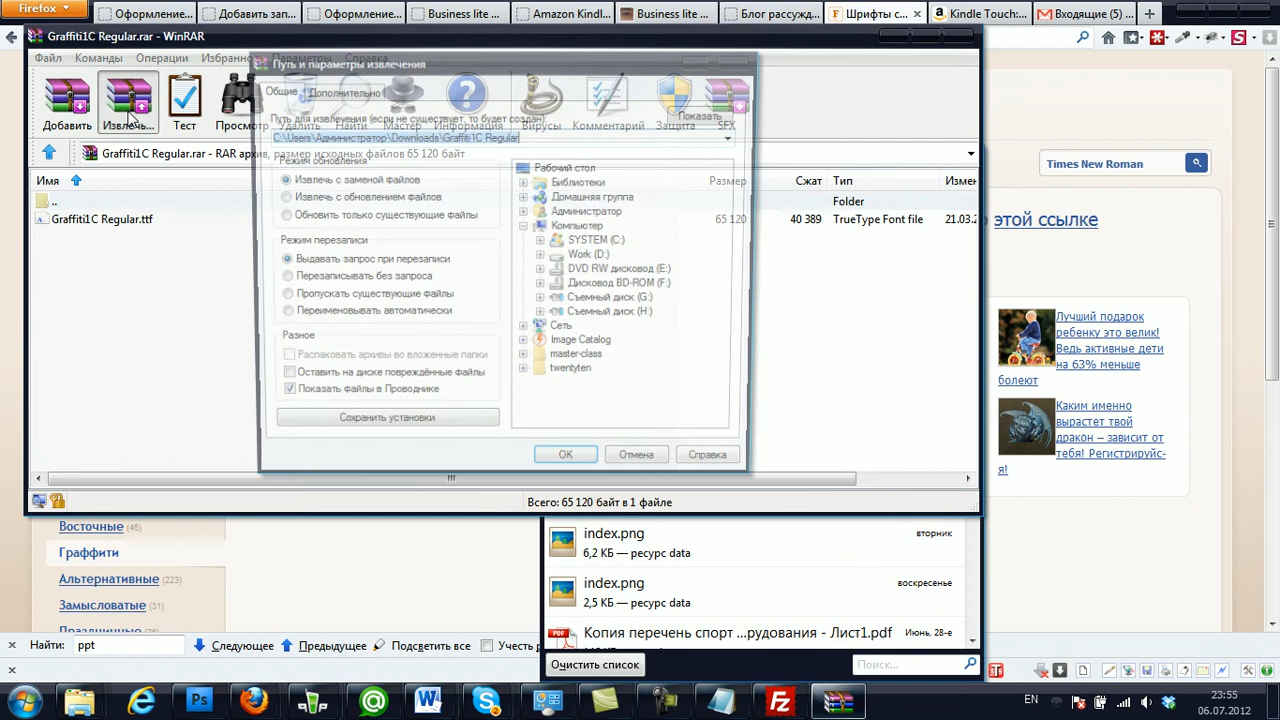 Firefox
Оформление...
Добавить зап...
Оформление...
Business lite ...
Amazon Kindl...
Business lite ...
Блог рассужд...
Шрифты с...
Kindle Touch:...
Входящие (5) ...
Graffiti1C Regular.rar - WinRAR
Файл Команды Операции Избранное Параметры Справка
Добавить
Извлечь...
Тест
Просмотр
Удалить
Найти
Мастер
Информация
Вирусы
Комментарий
Защита
SFX
Graffiti1C Regular.rar - RAR архив, размер исходных файлов 65 120 байт
Имя
Размер
Сжат
Тип
..
Folder
Graffiti1C Regular.ttf
65 120
40 389
TrueType Font file
21.03.2
Путь и параметры извлечения
Общие
Дополнительно
Путь для извлечения (если не существует, то будет создан)
Показать
C:\Users\Администратор\Downloads\Graffiti1C Regular
Режим обновления
Извлечь с заменой файлов
Извлечь с обновлением файлов
Обновить только существующие файлы
Режим перезаписи
Выдавать запрос при перезаписи
Перезаписывать без запроса
Пропускать существующие файлы
Переименовывать автоматически
Разное
Распаковать архивы во вложенные папки
Оставить на диске повреждённые файлы
Показать файлы в Проводнике
Сохранить установки
Рабочий стол
Библиотеки
Домашняя группа
Администратор
Компьютер
SYSTEM (C:)
Work (D:)
DVD RW дисковод (E:)
Дисковод BD-ROM (F:)
Съемный диск (G:)
Съемный диск (H:)
Сеть
Image Catalog
master-class
twentyten
OK
Отмена
Справка
Всего: 65 120 байт в 1 файле
Times New Roman
этой ссылке
Лучший подарок
ребенку это велик!
Ведь активные дети
на 63% меньше
болеют
Каким именно
вырастет твой
дракон – зависит от
тебя! Регистрируйс-
я!
Восточные (46)
Граффити
Альтернативные (223)
Замысловатые (31)
index.png
вторник
6,2 КБ — ресурс data
index.png
воскресенье
2,5 КБ — ресурс data
Копия перечень спорт ...рудования - Лист1.pdf
Июнь, 28-е
Очистить список
Поиск...
Найти:
ppt
Следующее
Предыдущее
Подсветить все
EN
23:55
06.07.2012